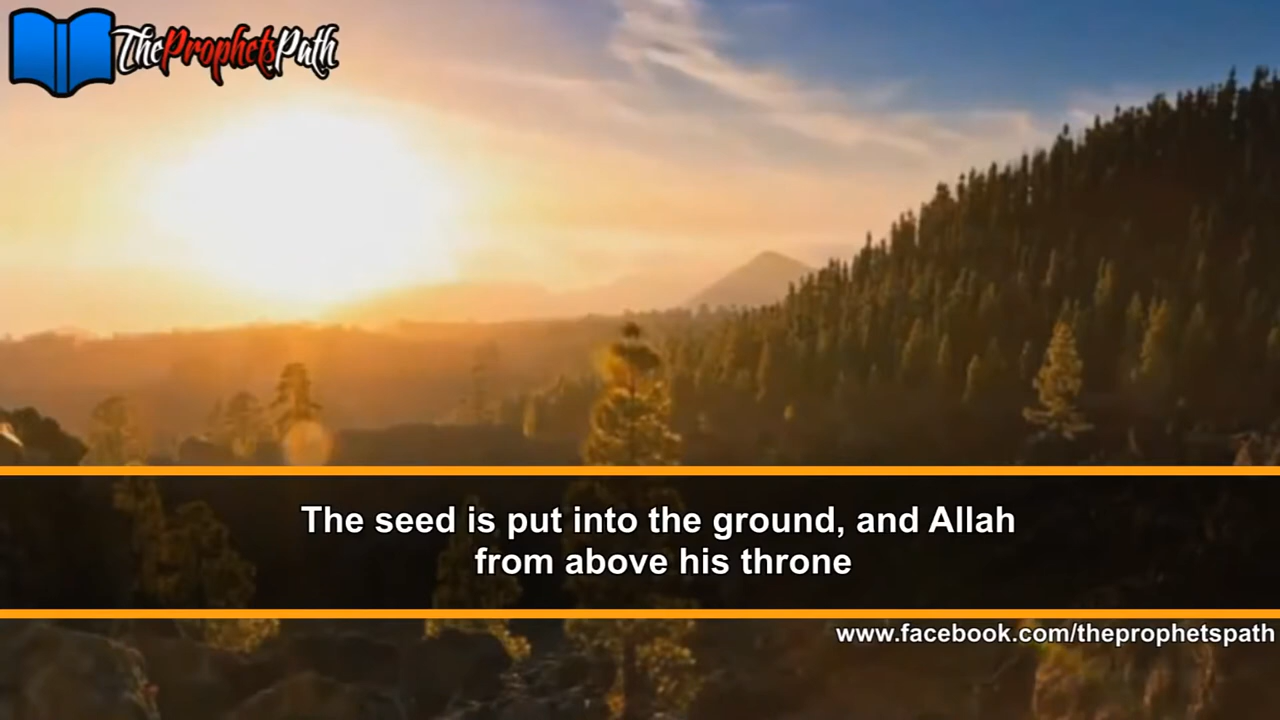 TheProphetsPath
The seed is put into the ground, and Allah
from above his throne
www.facebook.com/theprophetspath